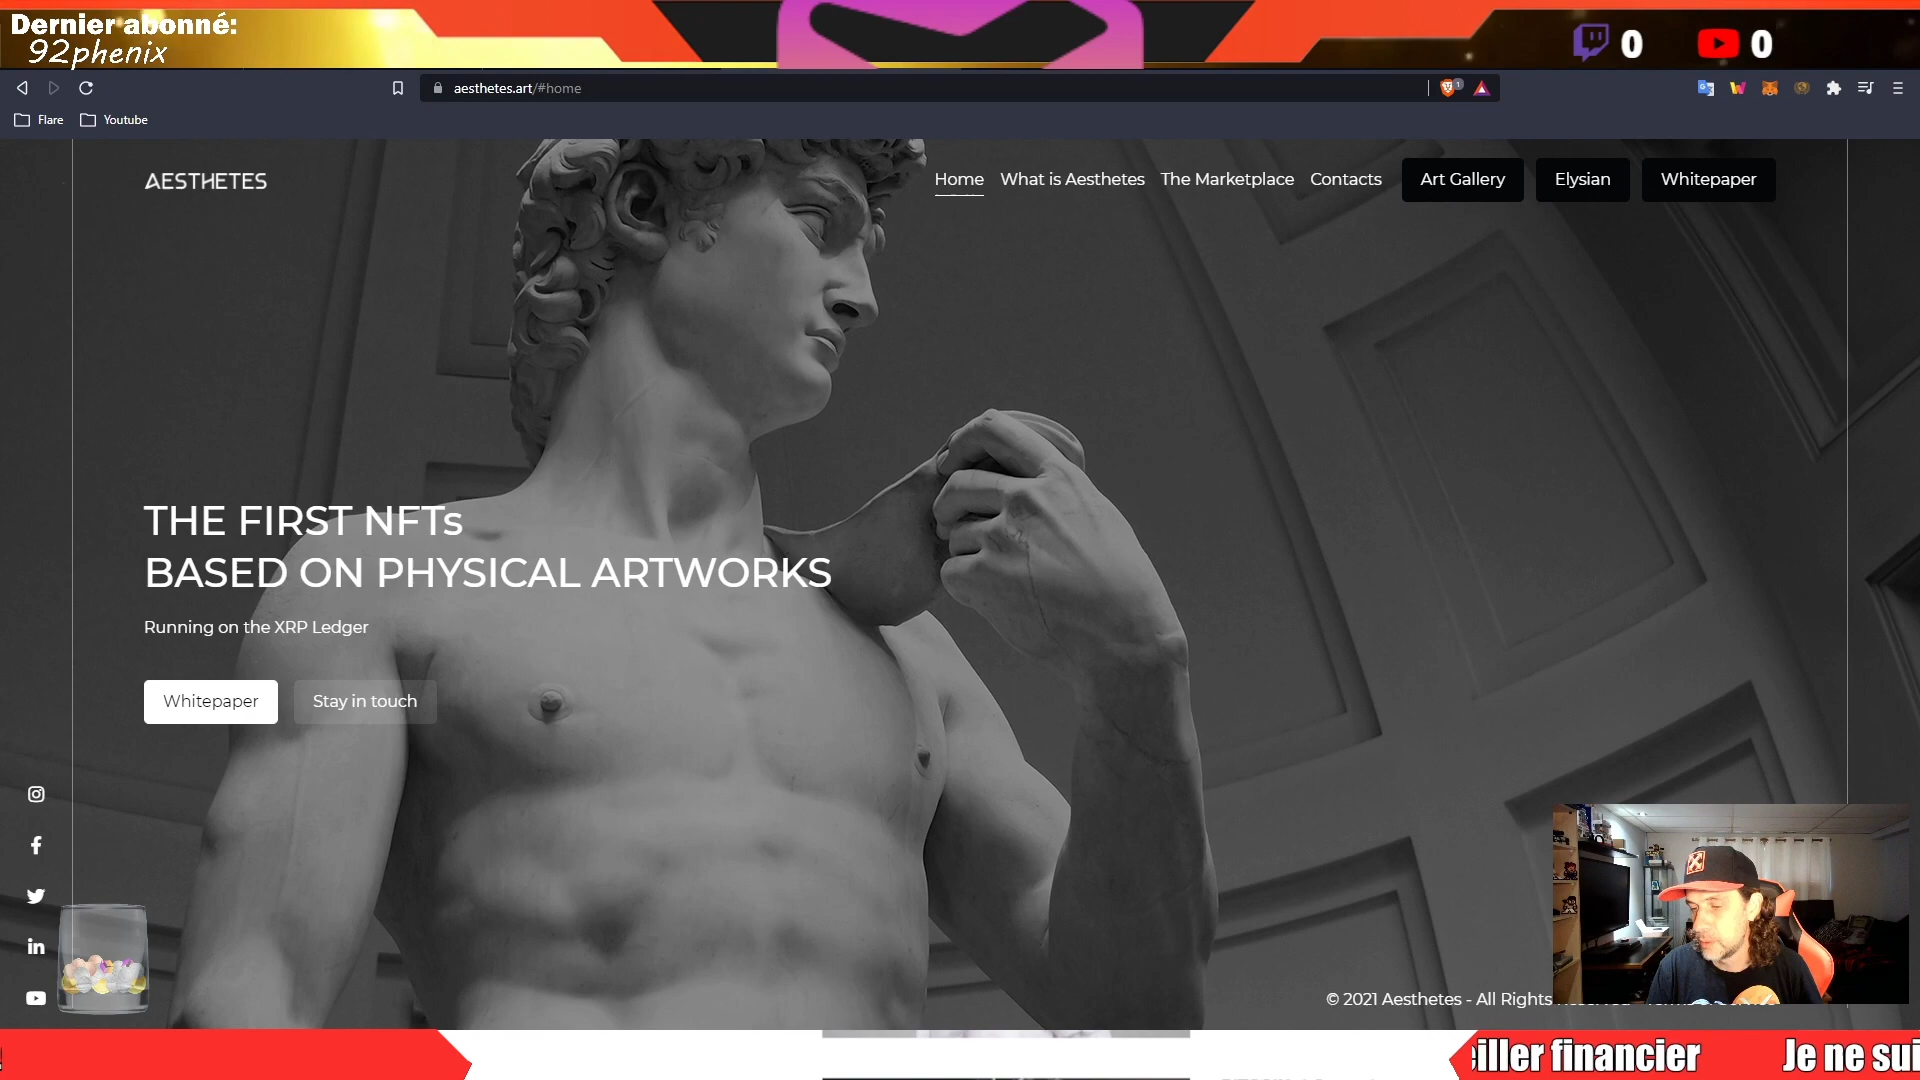 Dernier abonné:
92phenix
0
0
aesthetes.art/#home
1
Flare
Youtube
AESTHETES
Home
What is Aesthetes
The Marketplace
Contacts
Art Gallery
Elysian
Whitepaper
THE FIRST NFTs
BASED ON PHYSICAL ARTWORKS
Running on the XRP Ledger
Whitepaper
Stay in touch
© 2021 Aesthetes - All Rights
iller financier
Je ne sui